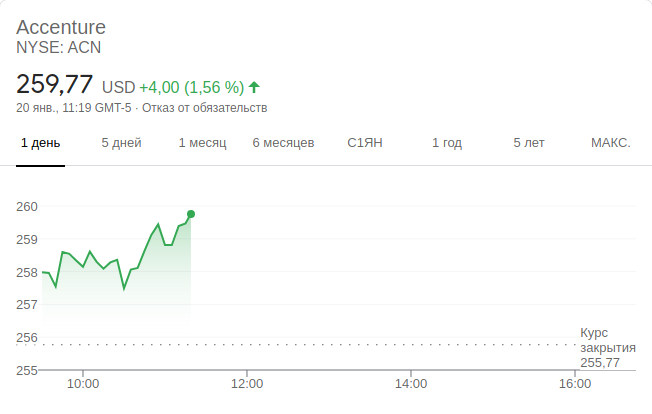 Accenture
NYSE: ACN
259,77 USD +4,00 (1,56 %)
20 янв., 11:19 GMT-5 · Отказ от обязательств
1 день 5 дней 1 месяц 6 месяцев С1ЯН 1 год 5 лет МАКС.
260
259
258
257
256
255
Курс
закрытия
255,77
10:00 12:00 14:00 16:00